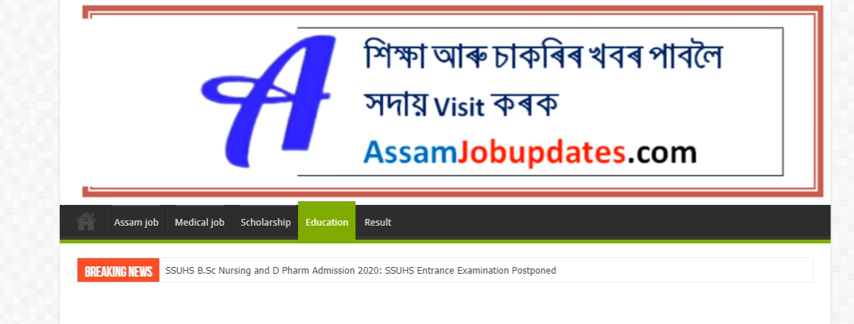 A
শিক্ষা আৰু চাকৰিৰ খবৰ পাবলৈ
সদায় Visit কৰক
AssamJobupdates.com
Assam job Medical job Scholarship Education Result
BREAKING NEWS SSUHS B.Sc Nursing and D Pharm Admission 2020: SSUHS Entrance Examination Postponed